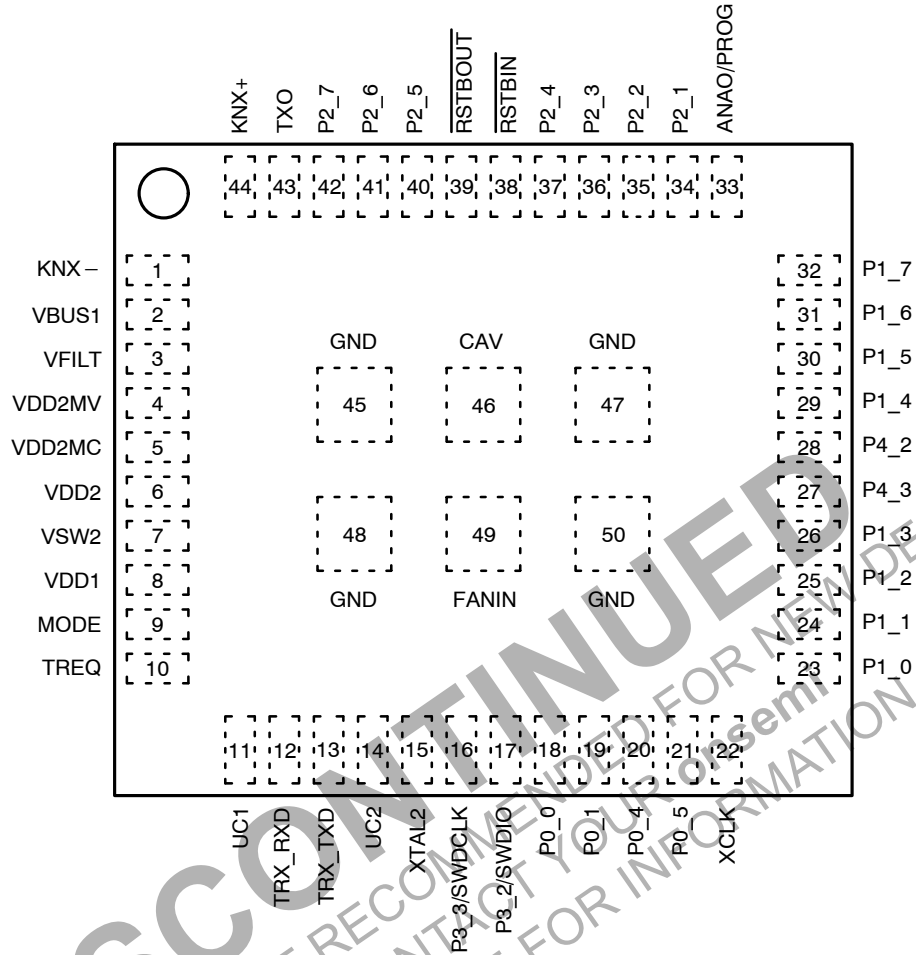 KNX+
TXO
P2_7
P2_6
P2_5
RSTBOUT
RSTBIN
P2_4
P2_3
P2_2
P2_1
ANAO/PROG
44 43 42 41 40 39 38 37 36 35 34 33
KNX− 1
VBUS1 2
VFILT 3
VDD2MV 4
VDD2MC 5
VDD2 6
VSW2 7
VDD1 8
MODE 9
TREQ 10
GND CAV GND
45 46 47
48 49 50
GND FANIN GND
32 P1_7
31 P1_6
30 P1_5
29 P1_4
28 P4_2
27 P4_3
26 P1_3
25 P1_2
24 P1_1
23 P1_0
11 12 13 14 15 16 17 18 19 20 21 22
UC1
TRX_RXD
TRX_TXD
UC2
XTAL2
P3_3/SWDCLK
P3_2/SWDIO
P0_0
P0_1
P0_4
P0_5
XCLK
SCONTINUED
RECOMMENDED FOR NEW DE
CONTACT YOUR onsemi
FOR INFORMATION